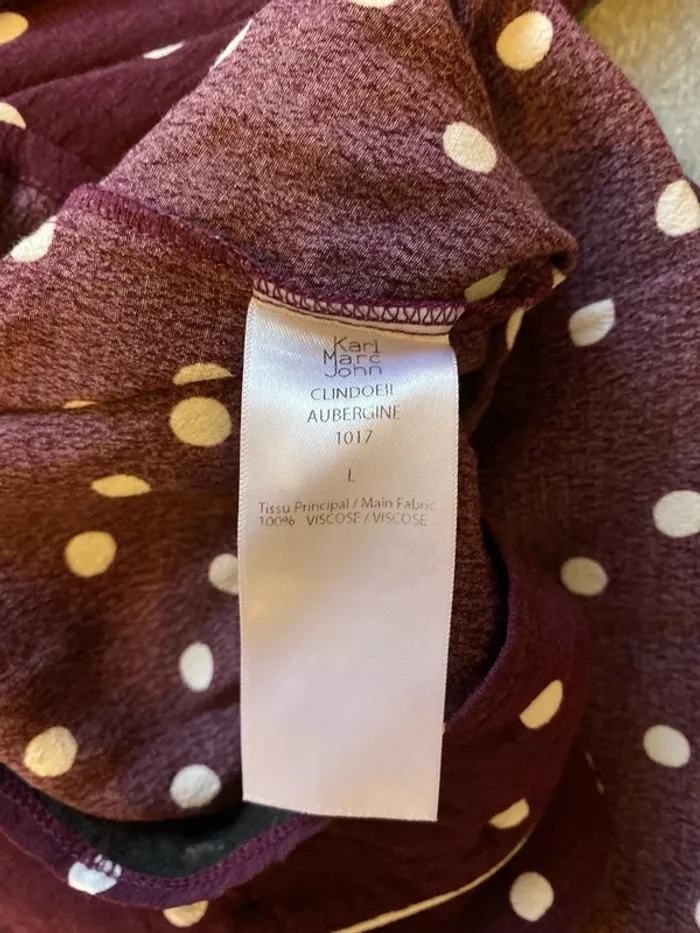 Karl
Marc
John
CLINDOEIL
AUBERGINE
1017
L
Tissu Principal / Main Fabric
100% VISCOSE / VISCOSE